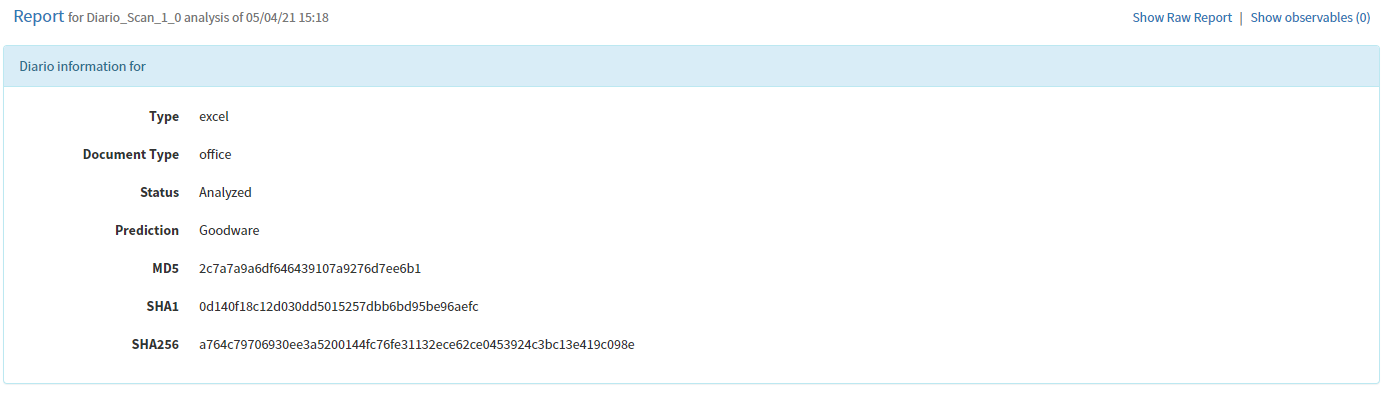 Report for Diario_Scan_1_0 analysis of 05/04/21 15:18
Show Raw Report | Show observables (0)
Diario information for
Type excel
Document Type office
Status Analyzed
Prediction Goodware
MD5 2c7a7a9a6df646439107a9276d7ee6b1
SHA1 0d140f18c12d030dd5015257dbb6bd95be96aefc
SHA256 a764c79706930ee3a5200144fc76fe31132ece62ce0453924c3bc13e419c098e